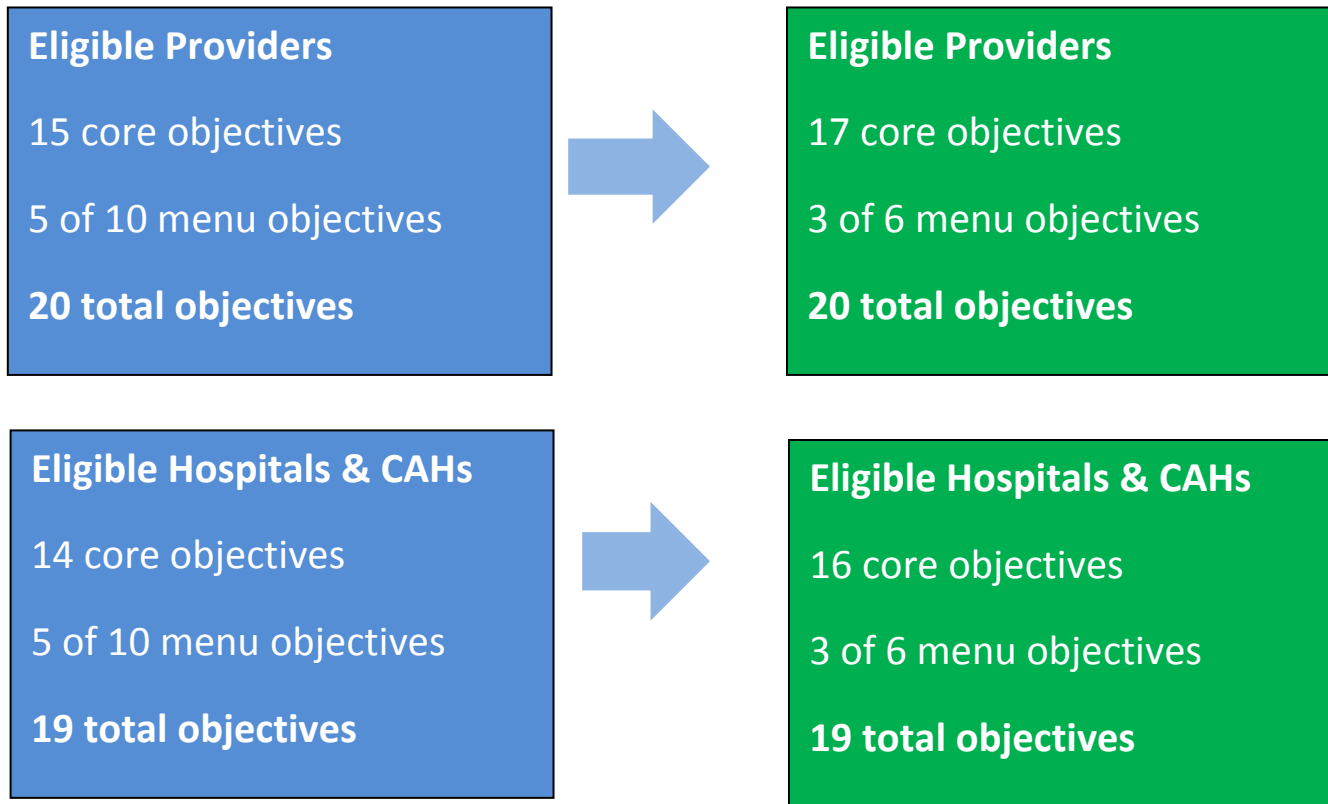 Eligible Providers
15 core objectives
5 of 10 menu objectives
20 total objectives
Eligible Providers
17 core objectives
3 of 6 menu objectives
20 total objectives
Eligible Hospitals & CAHs
14 core objectives
5 of 10 menu objectives
19 total objectives
Eligible Hospitals & CAHs
16 core objectives
3 of 6 menu objectives
19 total objectives